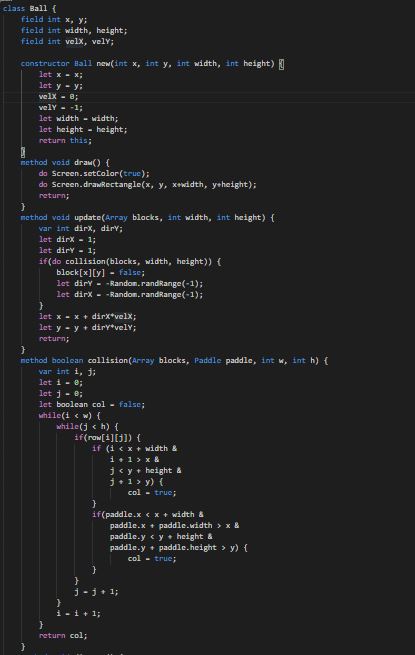 class Ball {
field int x, y;
field int width, height;
field int velX, velY;
constructor Ball new(int x, int y, int width, int height) {
let x = x;
let y = y;
velX = 0;
velY = -1;
let width = width;
let height = height;
return this;
}
method void draw() {
do Screen.setColor(true);
do Screen.drawRectangle(x, y, x+width, y+height);
return;
}
method void update(Array blocks, int width, int height) {
var int dirX, dirY;
let dirX = 1;
let dirY = 1;
if(do collision(blocks, width, height)) {
block[x][y] = false;
let dirY = -Random.randRange(-1);
let dirX = -Random.randRange(-1);
}
let x = x + dirX*velX;
let y = y + dirY*velY;
return;
}
method boolean collision(Array blocks, Paddle paddle, int w, int h) {
var int i, j;
let i = 0;
let j = 0;
let boolean col = false;
while(i < w) {
while(j < h) {
if(row[i][j]) {
if (i < x + width &
i + 1 > x &
j < y + height &
j + 1 > y) {
col = true;
}
if(paddle.x < x + width &
paddle.x + paddle.width > x &
paddle.y < y + height &
paddle.y + paddle.height > y) {
col = true;
}
}
j = j + 1;
}
i = i + 1;
}
return col;
}